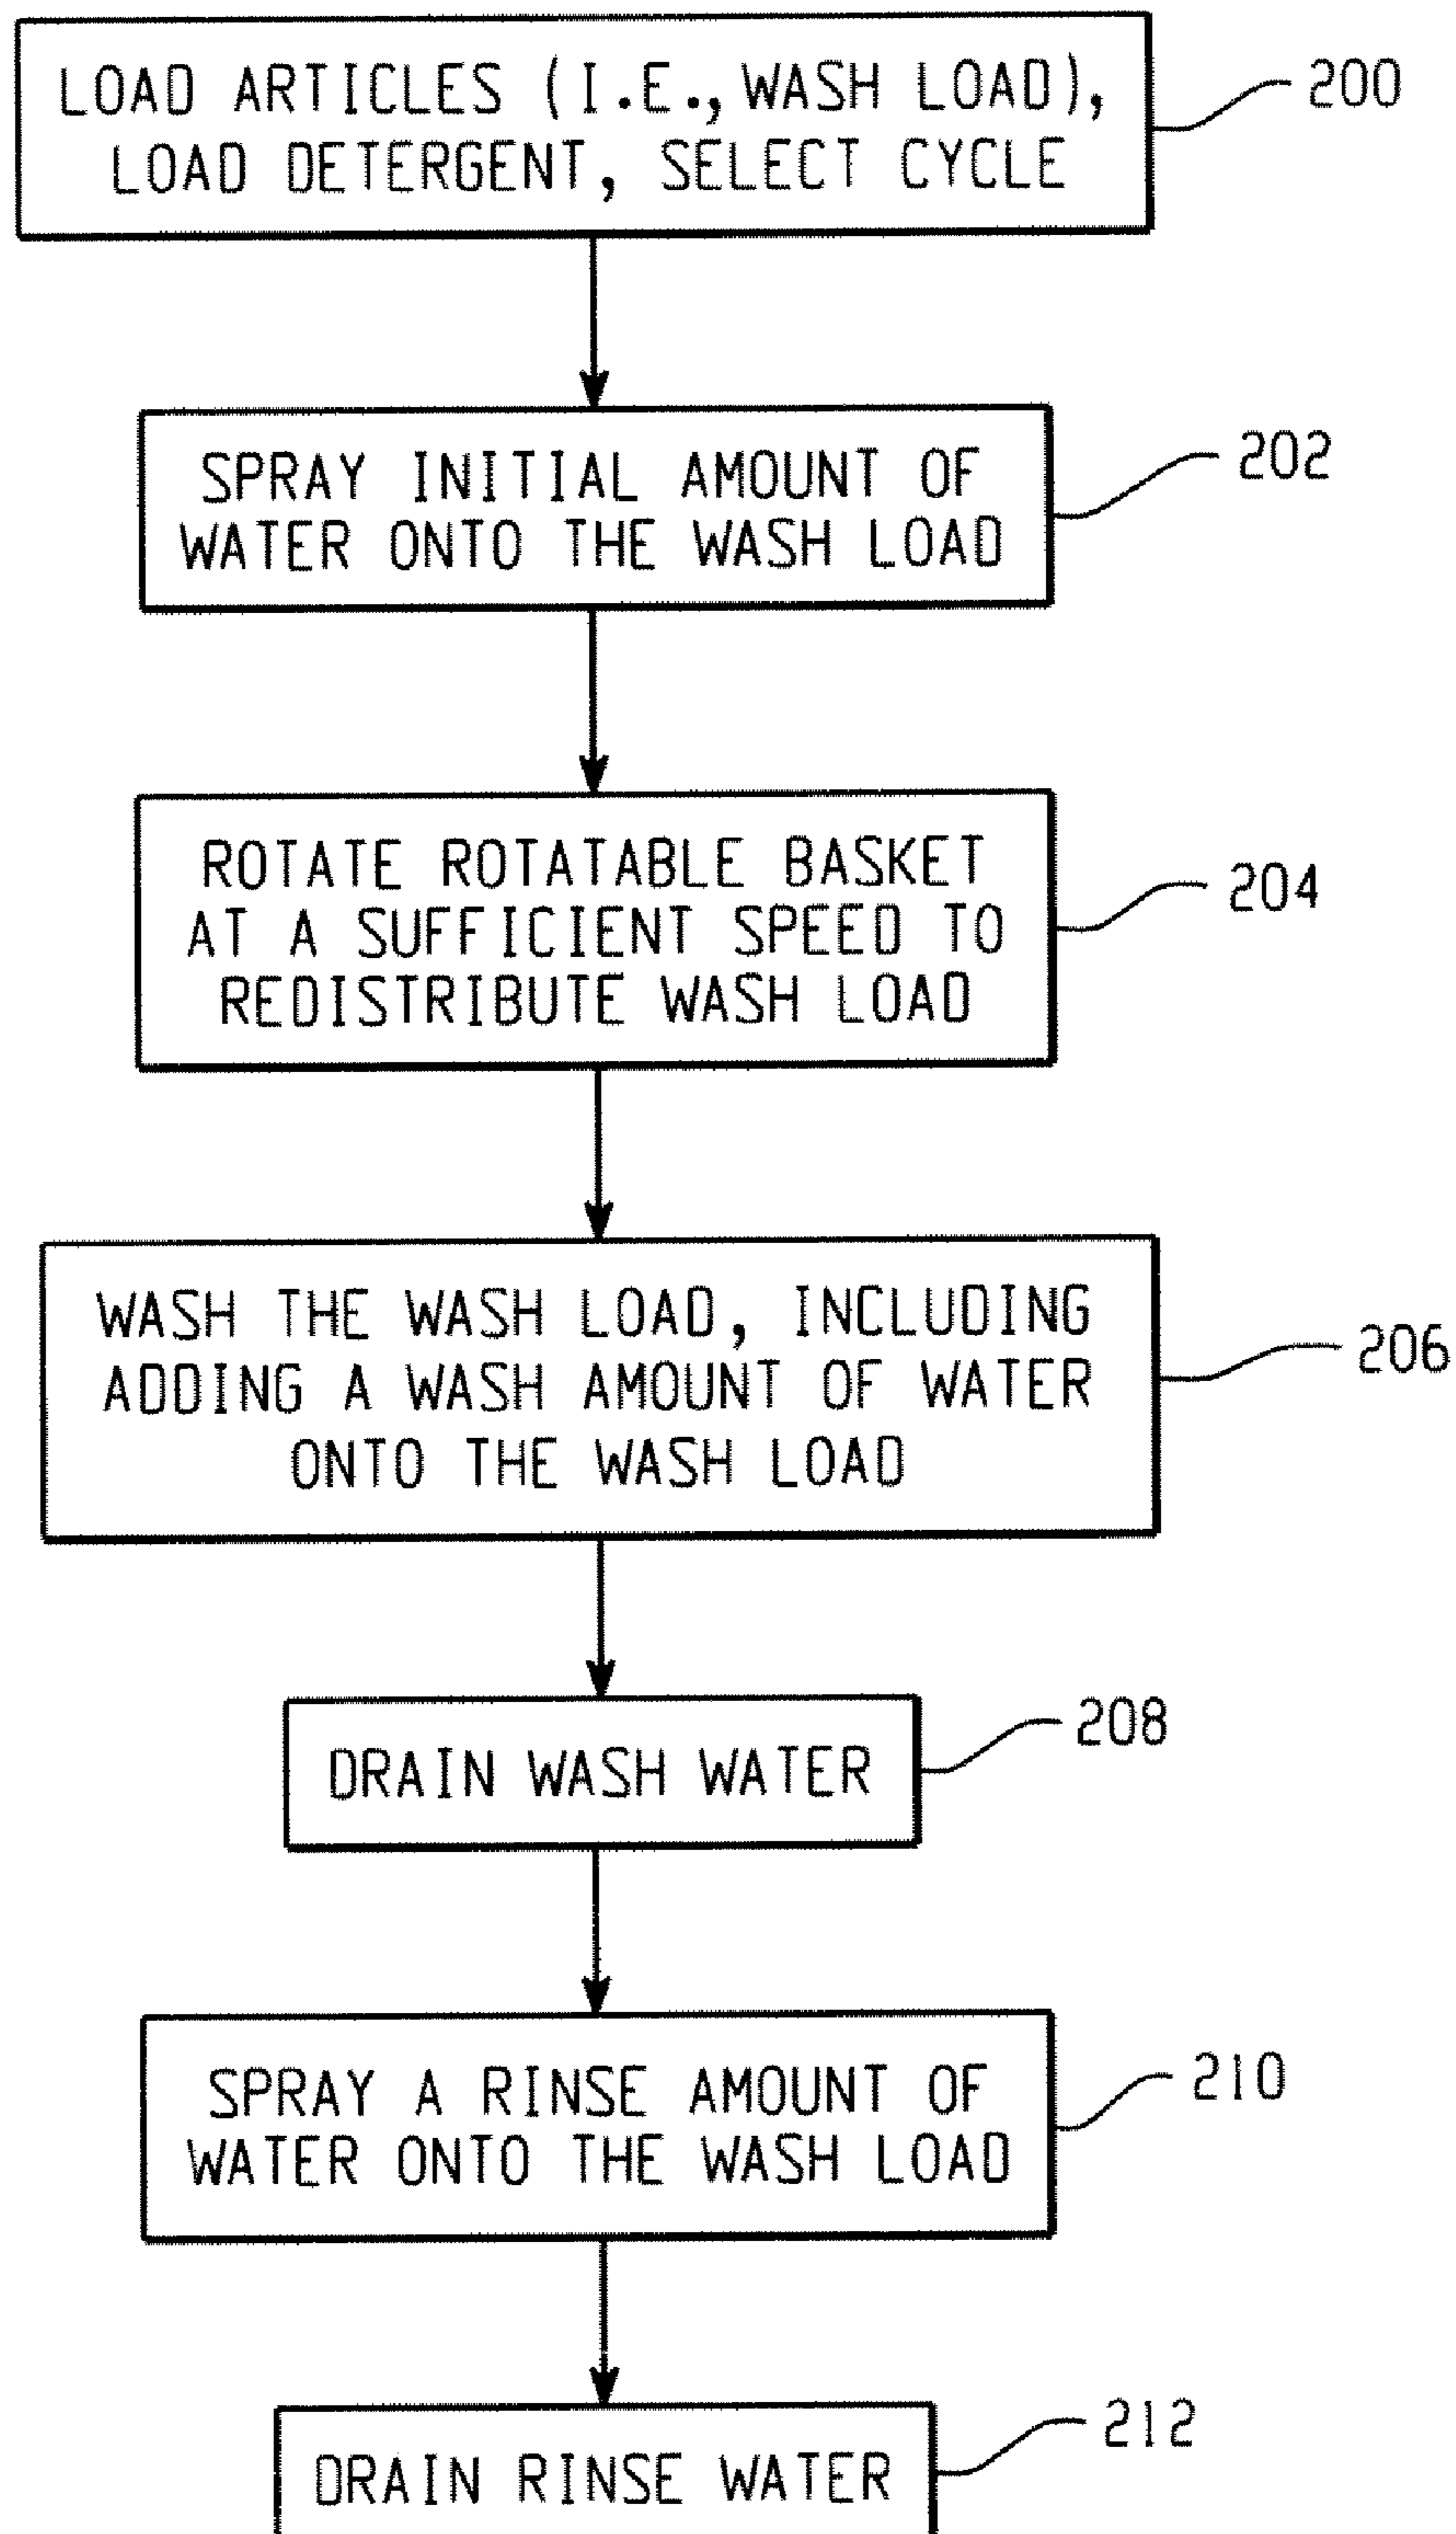 LOAD ARTICLES (I.E., WASH LOAD),
LOAD DETERGENT, SELECT CYCLE
200
SPRAY INITIAL AMOUNT OF
WATER ONTO THE WASH LOAD
202
ROTATE ROTATABLE BASKET
AT A SUFFICIENT SPEED TO
REDISTRIBUTE WASH LOAD
204
WASH THE WASH LOAD, INCLUDING
ADDING A WASH AMOUNT OF WATER
ONTO THE WASH LOAD
206
DRAIN WASH WATER
208
SPRAY A RINSE AMOUNT OF
WATER ONTO THE WASH LOAD
210
DRAIN RINSE WATER
212